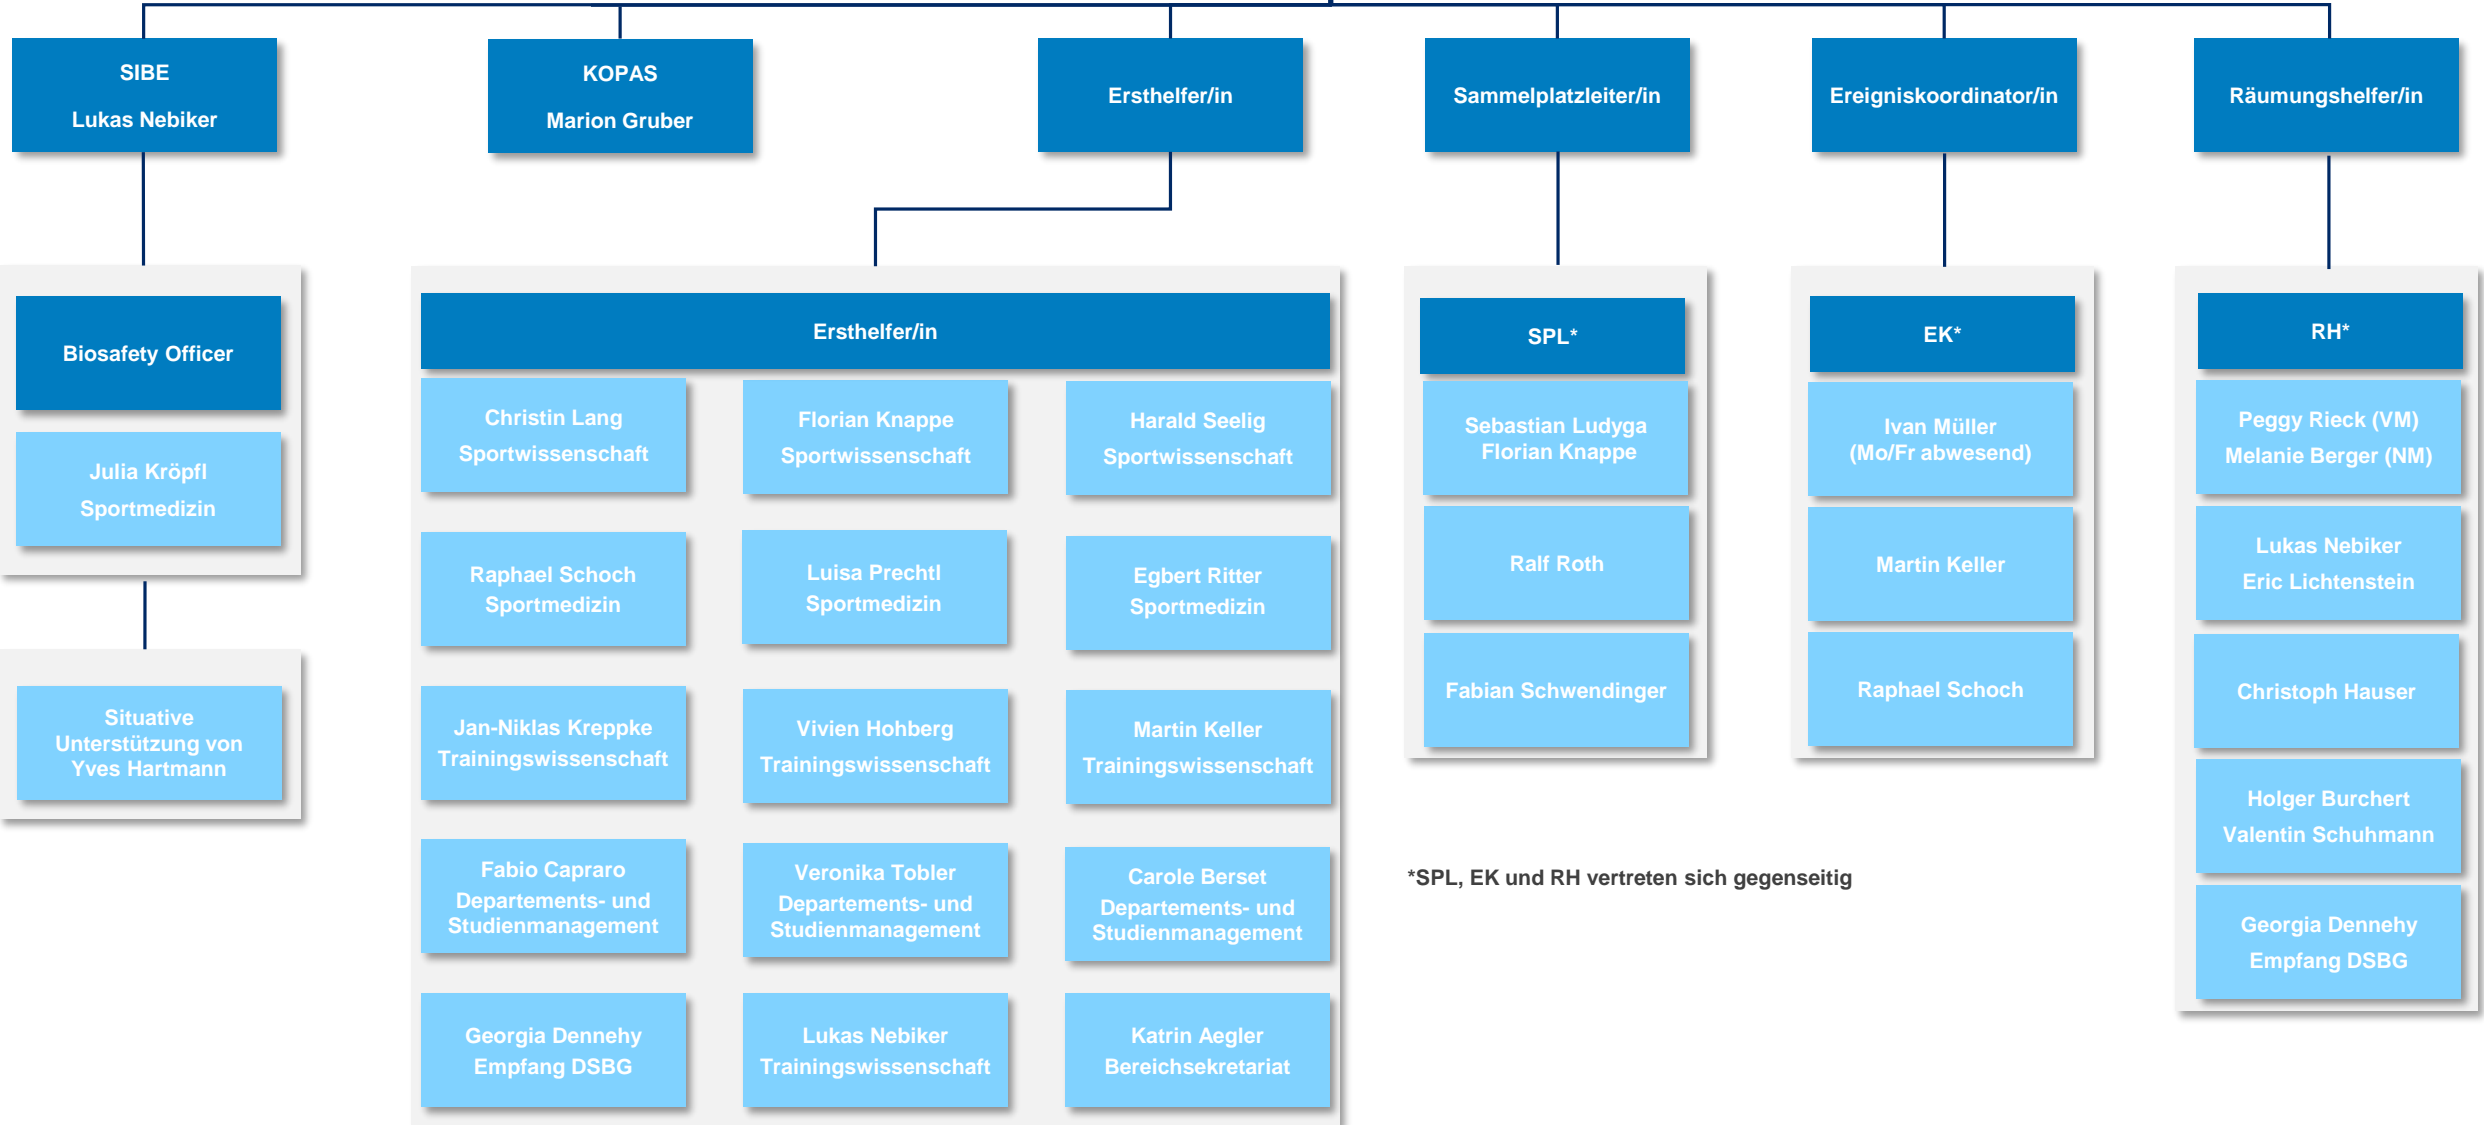 SIBE
Lukas Nebiker
KOPAS
Marion Gruber
Ersthelfer/in
Sammelplatzleiter/in
Ereigniskoordinator/in
Räumungshelfer/in
Biosafety Officer
Julia Kröpfl
Sportmedizin
Situative
Unterstützung von
Yves Hartmann
Ersthelfer/in
Christin Lang
Sportwissenschaft
Florian Knappe
Sportwissenschaft
Harald Seelig
Sportwissenschaft
Raphael Schoch
Sportmedizin
Luisa Prechtl
Sportmedizin
Egbert Ritter
Sportmedizin
Jan-Niklas Kreppke
Trainingswissenschaft
Vivien Hohberg
Trainingswissenschaft
Martin Keller
Trainingswissenschaft
Fabio Capraro
Departements- und
Studienmanagement
Veronika Tobler
Departements- und
Studienmanagement
Carole Berset
Departements- und
Studienmanagement
Georgia Dennehy
Empfang DSBG
Lukas Nebiker
Trainingswissenschaft
Katrin Aegler
Bereichsekretariat
SPL*
Sebastian Ludyga
Florian Knappe
Ralf Roth
Fabian Schwendinger
EK*
Ivan Müller
(Mo/Fr abwesend)
Martin Keller
Raphael Schoch
RH*
Peggy Rieck (VM)
Melanie Berger (NM)
Lukas Nebiker
Eric Lichtenstein
Christoph Hauser
Holger Burchert
Valentin Schuhmann
Georgia Dennehy
Empfang DSBG
*SPL, EK und RH vertreten sich gegenseitig